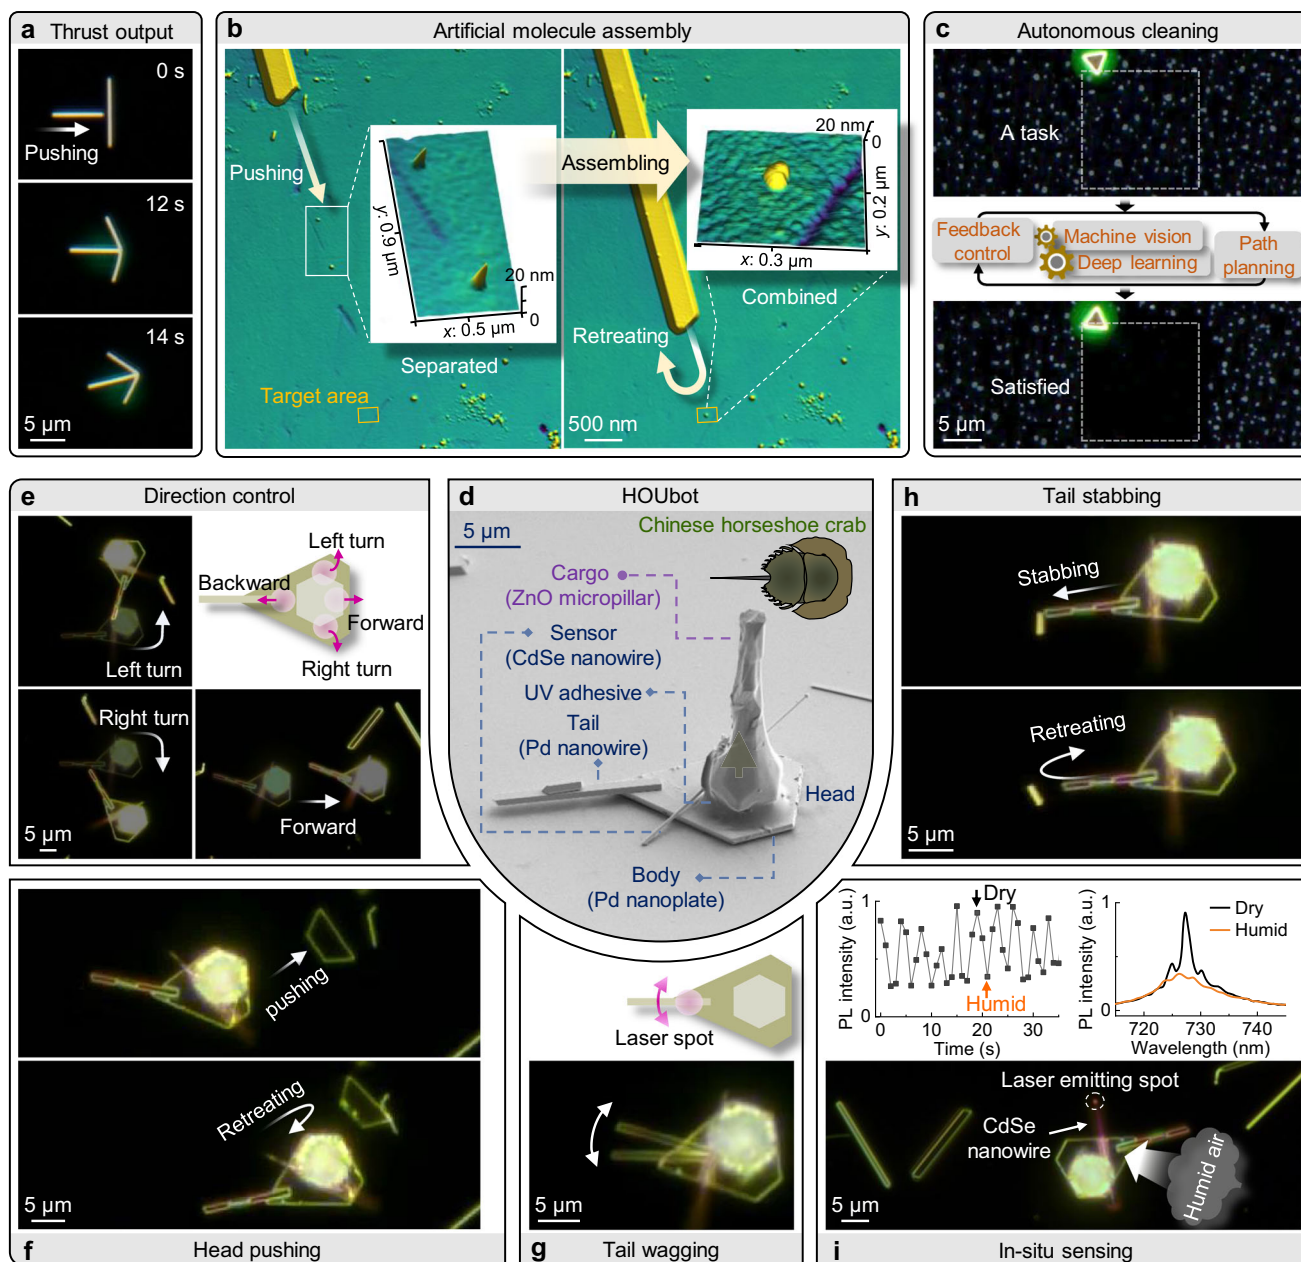 a Thrust output
0 s
Pushing
12 s
14 s
5 µm
b Artificial molecule assembly
Pushing
y: 0.9 µm
20 nm
0
x: 0.5 µm
Separated
Target area
Assembling
20 nm
0
y: 0.2 µm
x: 0.3 µm
Combined
Retreating
500 nm
c Autonomous cleaning
A task
Feedback control
Machine vision
Deep learning
Path planning
Satisfied
5 µm
e Direction control
Left turn
Backward
Left turn
Forward
Right turn
Right turn
Forward
5 µm
d HOUbot
5 µm
Chinese horseshoe crab
Cargo
(ZnO micropillar)
Sensor
(CdSe nanowire)
UV adhesive
Tail
(Pd nanowire)
Head
Body
(Pd nanoplate)
h Tail stabbing
Stabbing
Retreating
5 µm
pushing
Retreating
5 µm
f Head pushing
Laser spot
5 µm
g Tail wagging
PL intensity (a.u.)
1
0
Dry
Humid
0 10 20 30
Time (s)
PL intensity (a.u.)
1
0
Dry
Humid
720 730 740
Wavelength (nm)
Laser emitting spot
CdSe
nanowire
Humid air
5 µm
i In-situ sensing